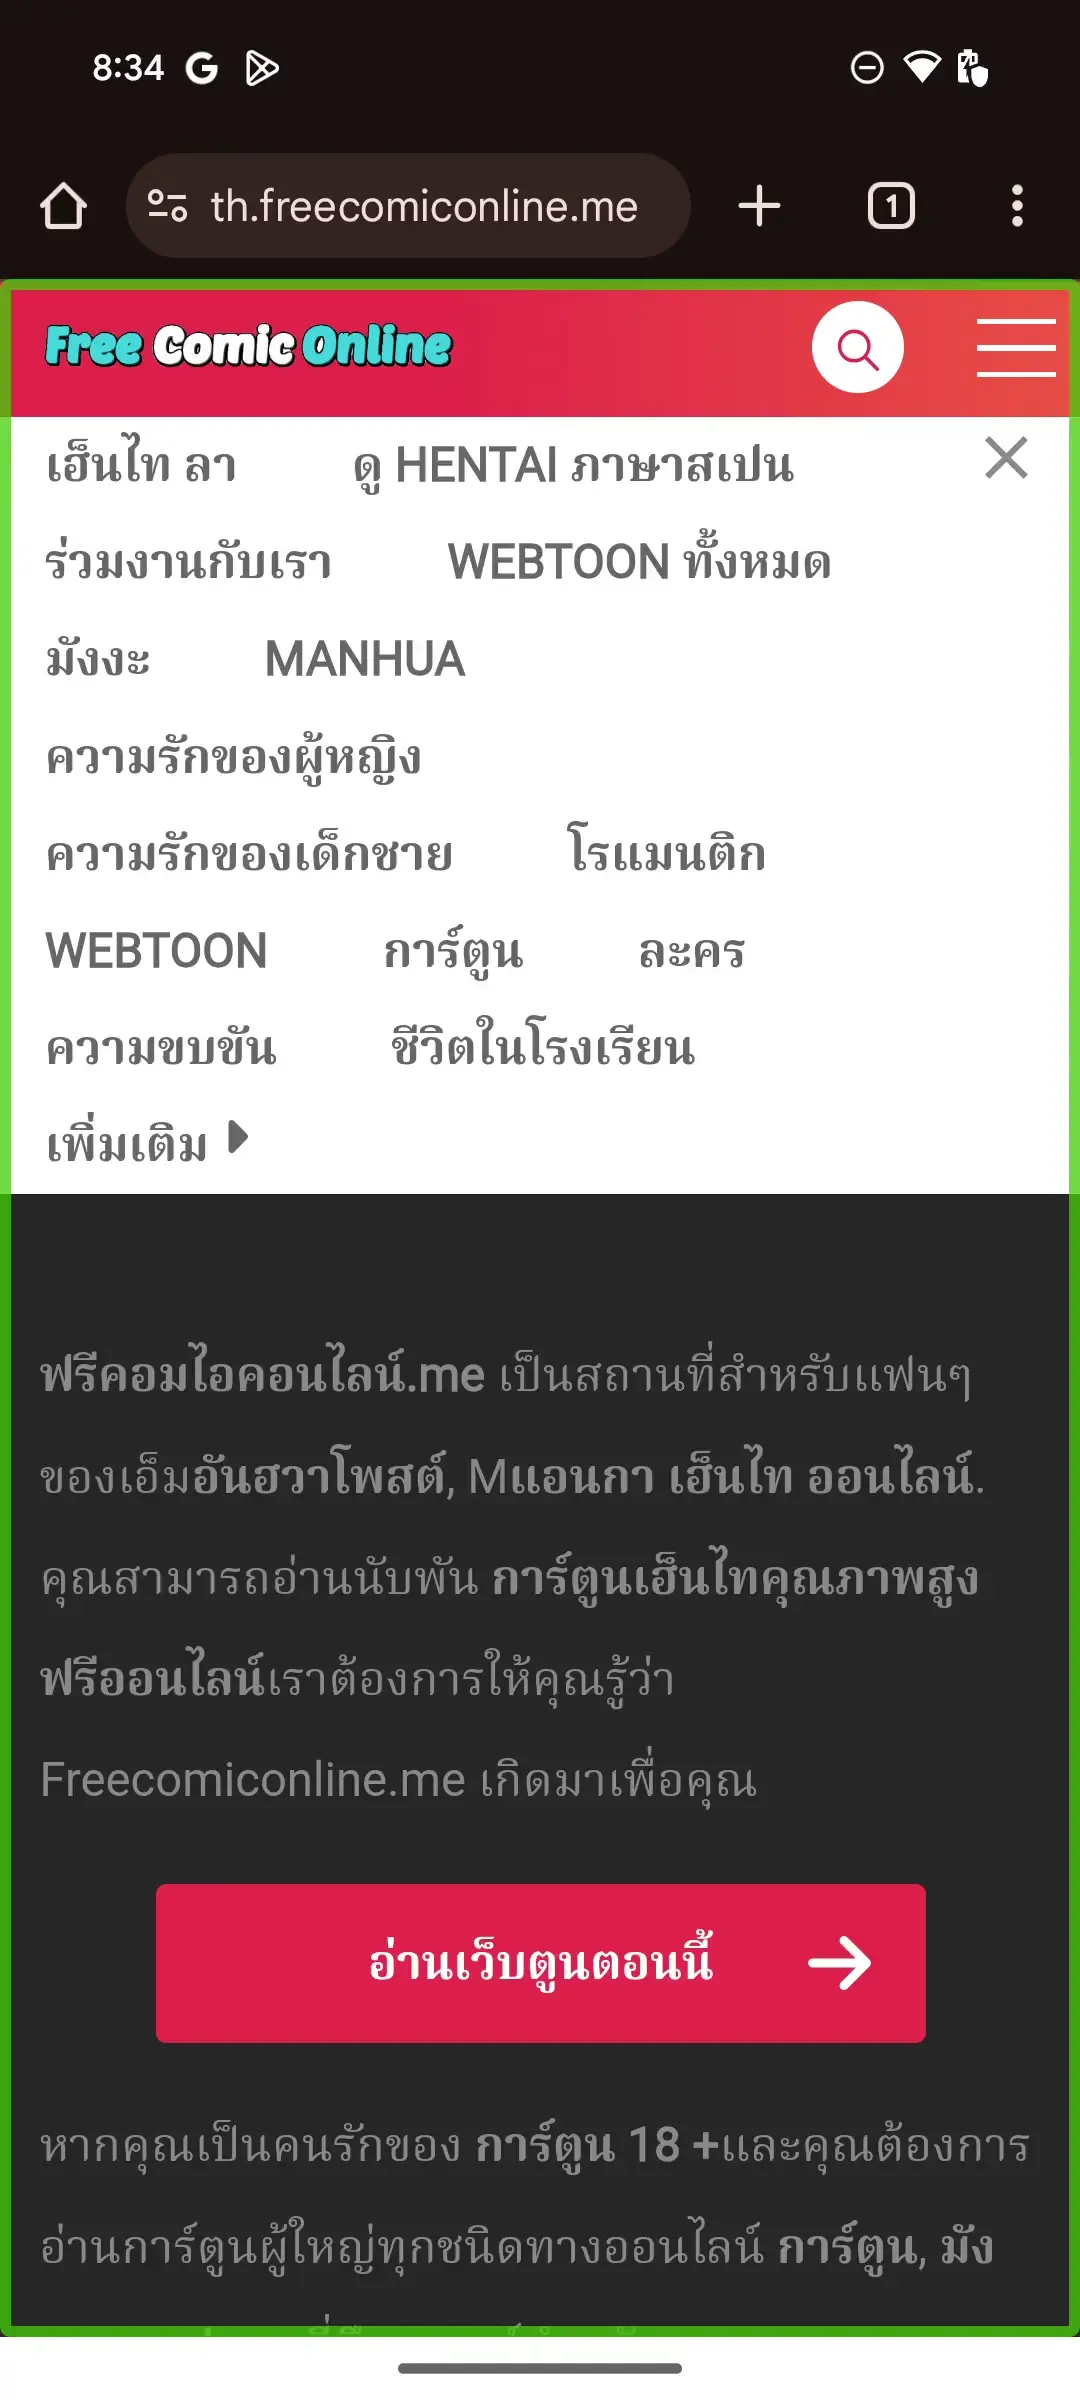 8:34
th.freecomiconline.me
1
Free Comic Online
เฮ็นไท ลา ดู HENTAI ภาษาสเปน
ร่วมงานกับเรา WEBTOON ทั้งหมด
มังงะ MANHUA
ความรักของผู้หญิง
ความรักของเด็กชาย โรแมนติก
WEBTOON การ์ตูน ละคร
ความขบขัน ชีวิตในโรงเรียน
เพิ่มเติม
ฟรีคอมไอคอนไลน์.me เป็นสถานที่สำหรับแฟนๆ
ของเอ็มอันฮวาโพสต์, Mแอนกา เฮ็นไท ออนไลน์.
คุณสามารถอ่านนับพัน การ์ตูนเฮ็นไทคุณภาพสูง
ฟรีออนไลน์เราต้องการให้คุณรู้ว่า
Freecomiconline.me เกิดมาเพื่อคุณ
อ่านเว็บตูนตอนนี้
หากคุณเป็นคนรักของ การ์ตูน 18 +และคุณต้องการ
อ่านการ์ตูนผู้ใหญ่ทุกชนิดทางออนไลน์ การ์ตูน, มัง